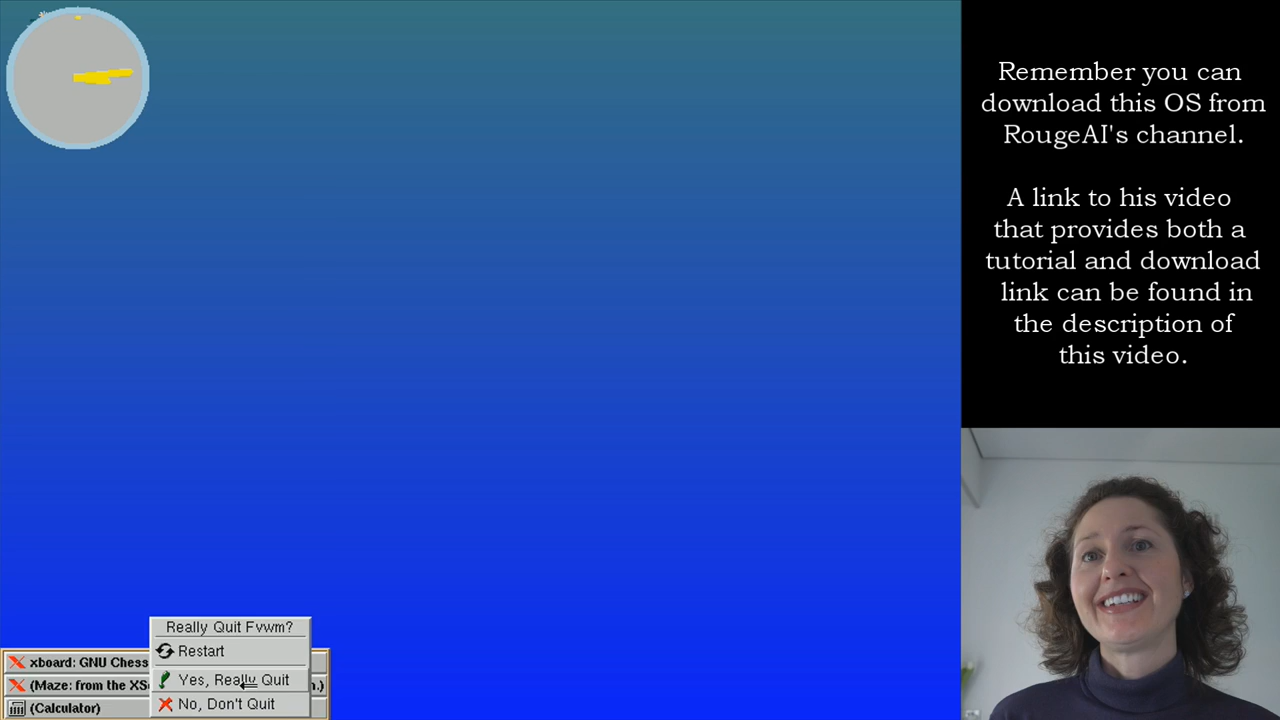 Remember you can
download this OS from
RougeAI's channel.
A link to his video
that provides both a
tutorial and download
link can be found in
the description of
this video.
Really Quit Fvwm?
Restart
Yes, Really Quit
No, Don't Quit
xboard: GNU Chess
(Maze: from the XS
.)
(Calculator)